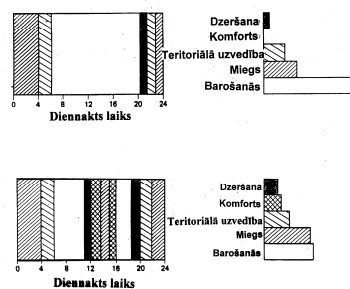 Dzeršana
Komforts
Teritoriālā uzvedība
Miegs
Barošanās
0 4 8 12 16 20 24
Diennakts laiks
Dzeršana
Komforts
Teritoriālā uzvedība
Miegs
Barošanās
0 4 8 12 16 20 24
Diennakts laiks